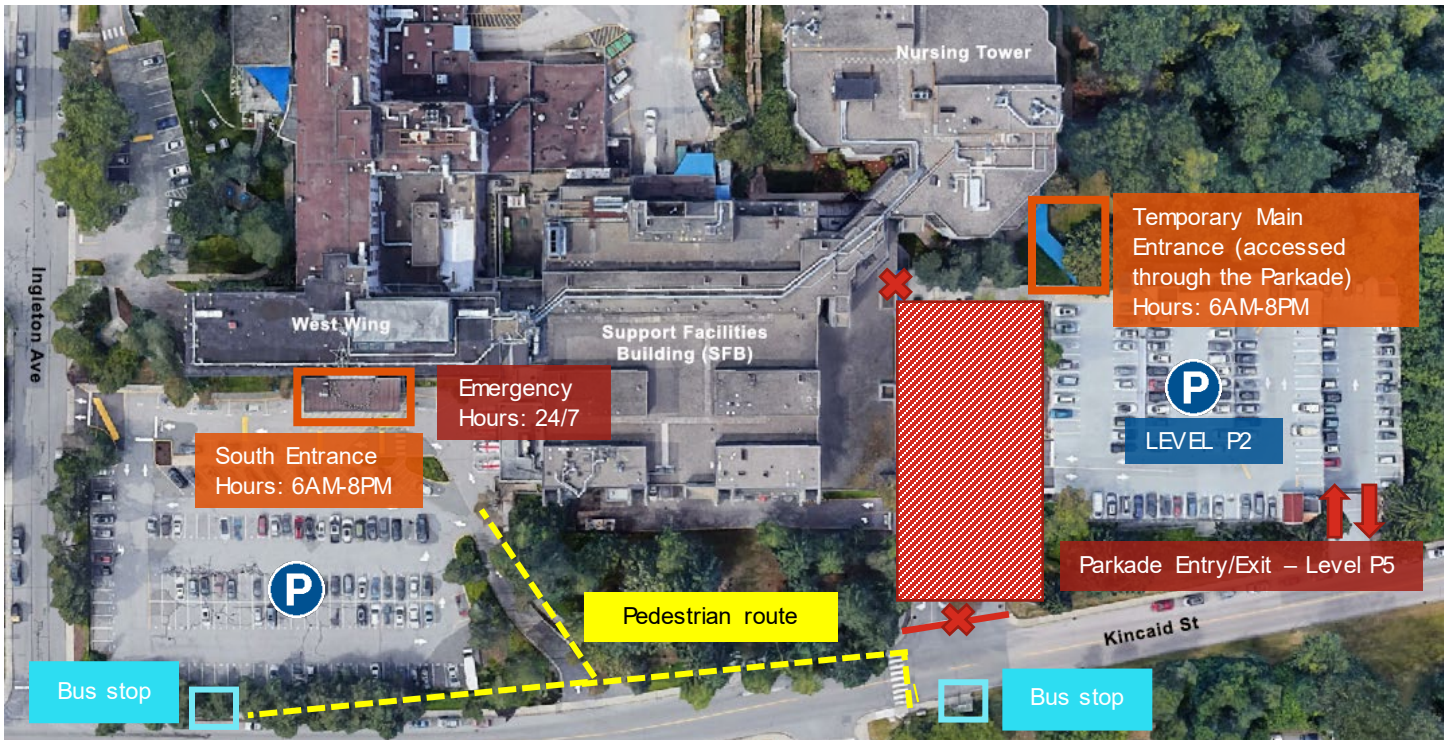 Nursing Tower
Temporary Main
Entrance (accessed
through the Parkade)
Hours: 6AM-8PM
Ingleton Ave
West Wing
Support Facilities
Building (SFB)
Emergency
Hours: 24/7
P
LEVEL P2
South Entrance
Hours: 6AM-8PM
Parkade Entry/Exit – Level P5
P
Pedestrian route
Kincaid St
Bus stop
Bus stop